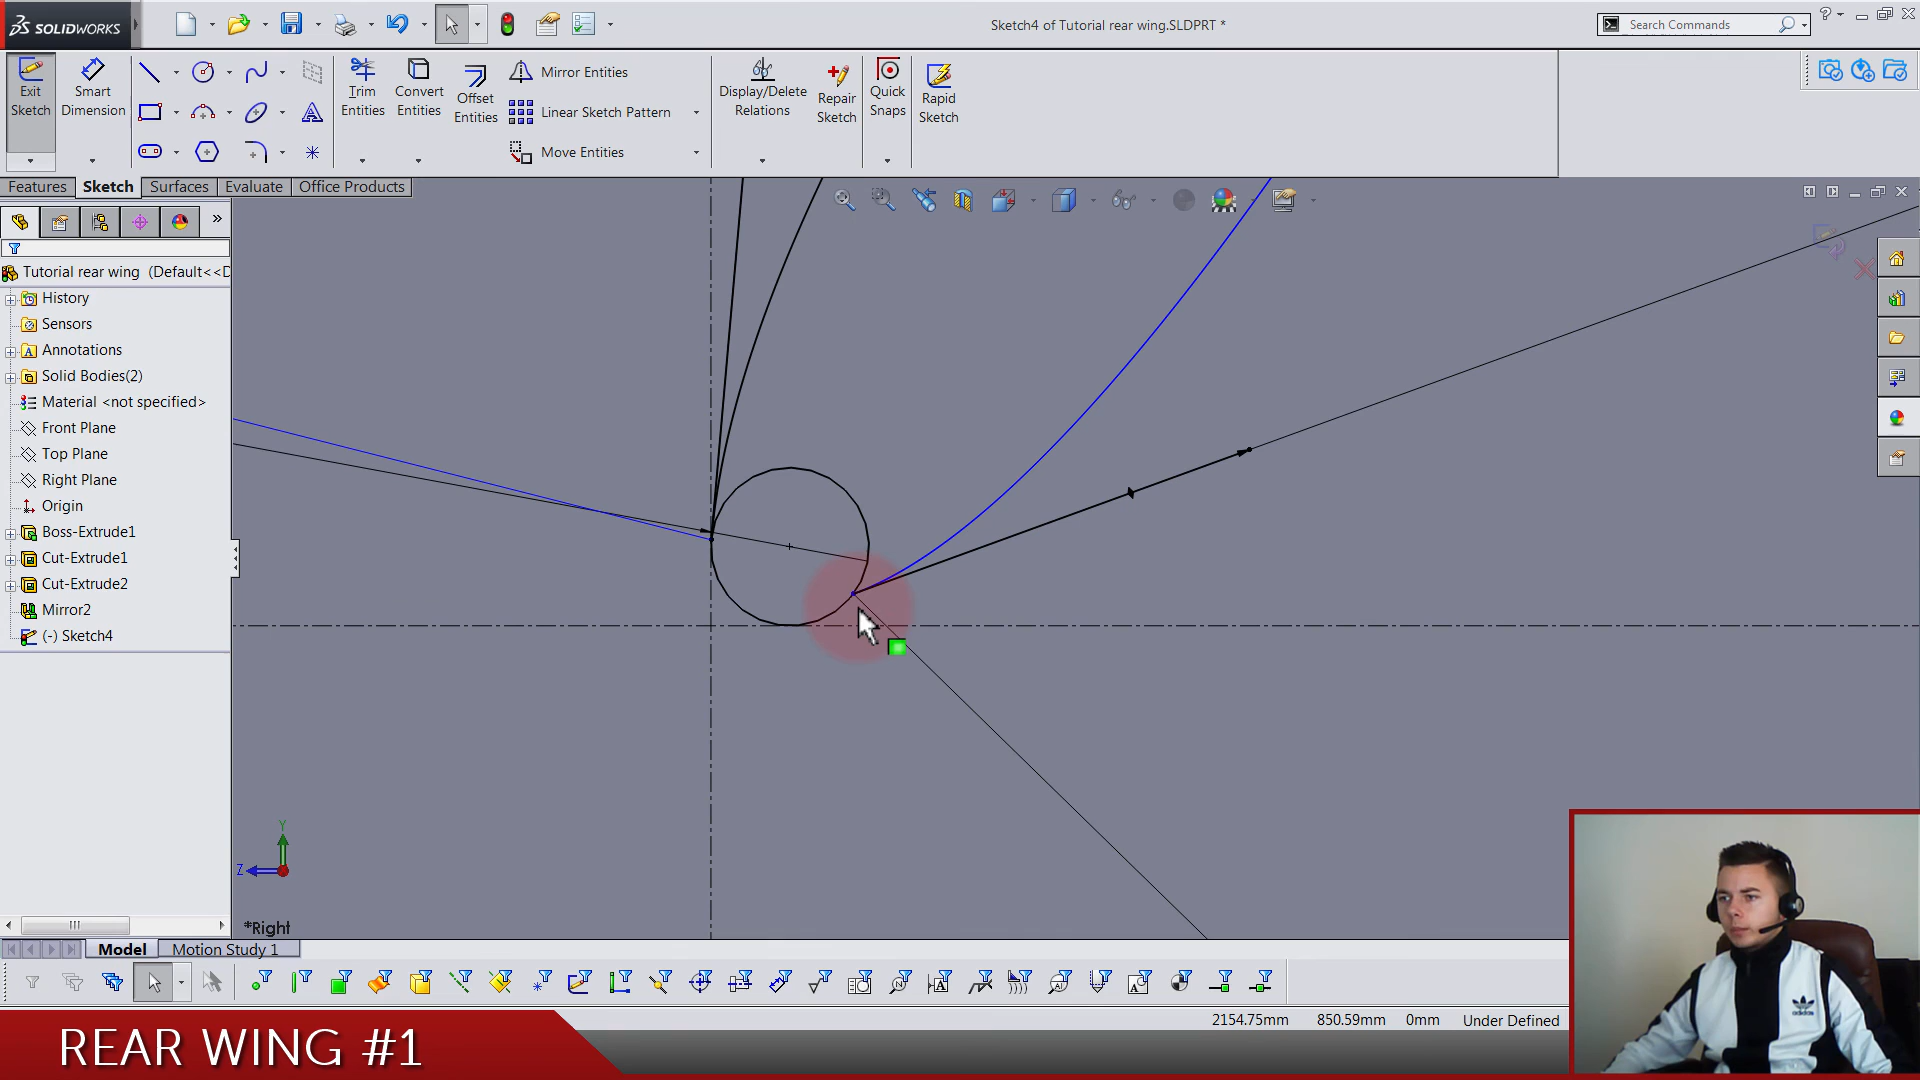 SOLIDWORKS
Sketch4 of Tutorial rear wing.SLDPRT *
Search Commands
Exit Sketch
Smart Dimension
Trim Entities
Convert Entities
Offset Entities
Mirror Entities
Linear Sketch Pattern
Move Entities
Display/Delete Relations
Repair Sketch
Quick Snaps
Rapid Sketch
Features
Sketch
Surfaces
Evaluate
Office Products
Tutorial rear wing (Default<<D
History
Sensors
Annotations
Solid Bodies(2)
Material <not specified>
Front Plane
Top Plane
Right Plane
Origin
Boss-Extrude1
Cut-Extrude1
Cut-Extrude2
Mirror2
(-) Sketch4
Y
Z
*Right
Model
Motion Study 1
2154.75mm
850.59mm
0mm
Under Defined
REAR WING #1
adidas